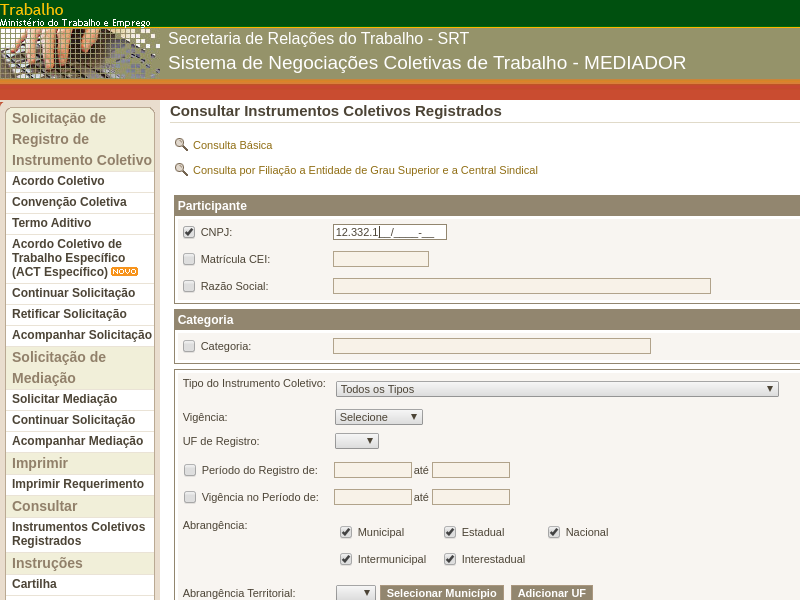 Trabalho
Ministério do Trabalho e Emprego
Secretaria de Relações do Trabalho - SRT
Sistema de Negociações Coletivas de Trabalho - MEDIADOR
Solicitação de
Registro de
Instrumento Coletivo
Acordo Coletivo
Convenção Coletiva
Termo Aditivo
Acordo Coletivo de
Trabalho Específico
(ACT Específico) NOVO
Continuar Solicitação
Retificar Solicitação
Acompanhar Solicitação
Solicitação de
Mediação
Solicitar Mediação
Continuar Solicitação
Acompanhar Mediação
Imprimir
Imprimir Requerimento
Consultar
Instrumentos Coletivos
Registrados
Instruções
Cartilha
Consultar Instrumentos Coletivos Registrados
Consulta Básica
Consulta por Filiação a Entidade de Grau Superior e a Central Sindical
Participante
CNPJ: 12.332.1__/____-__
Matrícula CEI:
Razão Social:
Categoria
Categoria:
Tipo do Instrumento Coletivo: Todos os Tipos
Vigência: Selecione
UF de Registro:
Período do Registro de: até
Vigência no Período de: até
Abrangência: Municipal Estadual Nacional
Intermunicipal Interestadual
Abrangência Territorial: Selecionar Município Adicionar UF